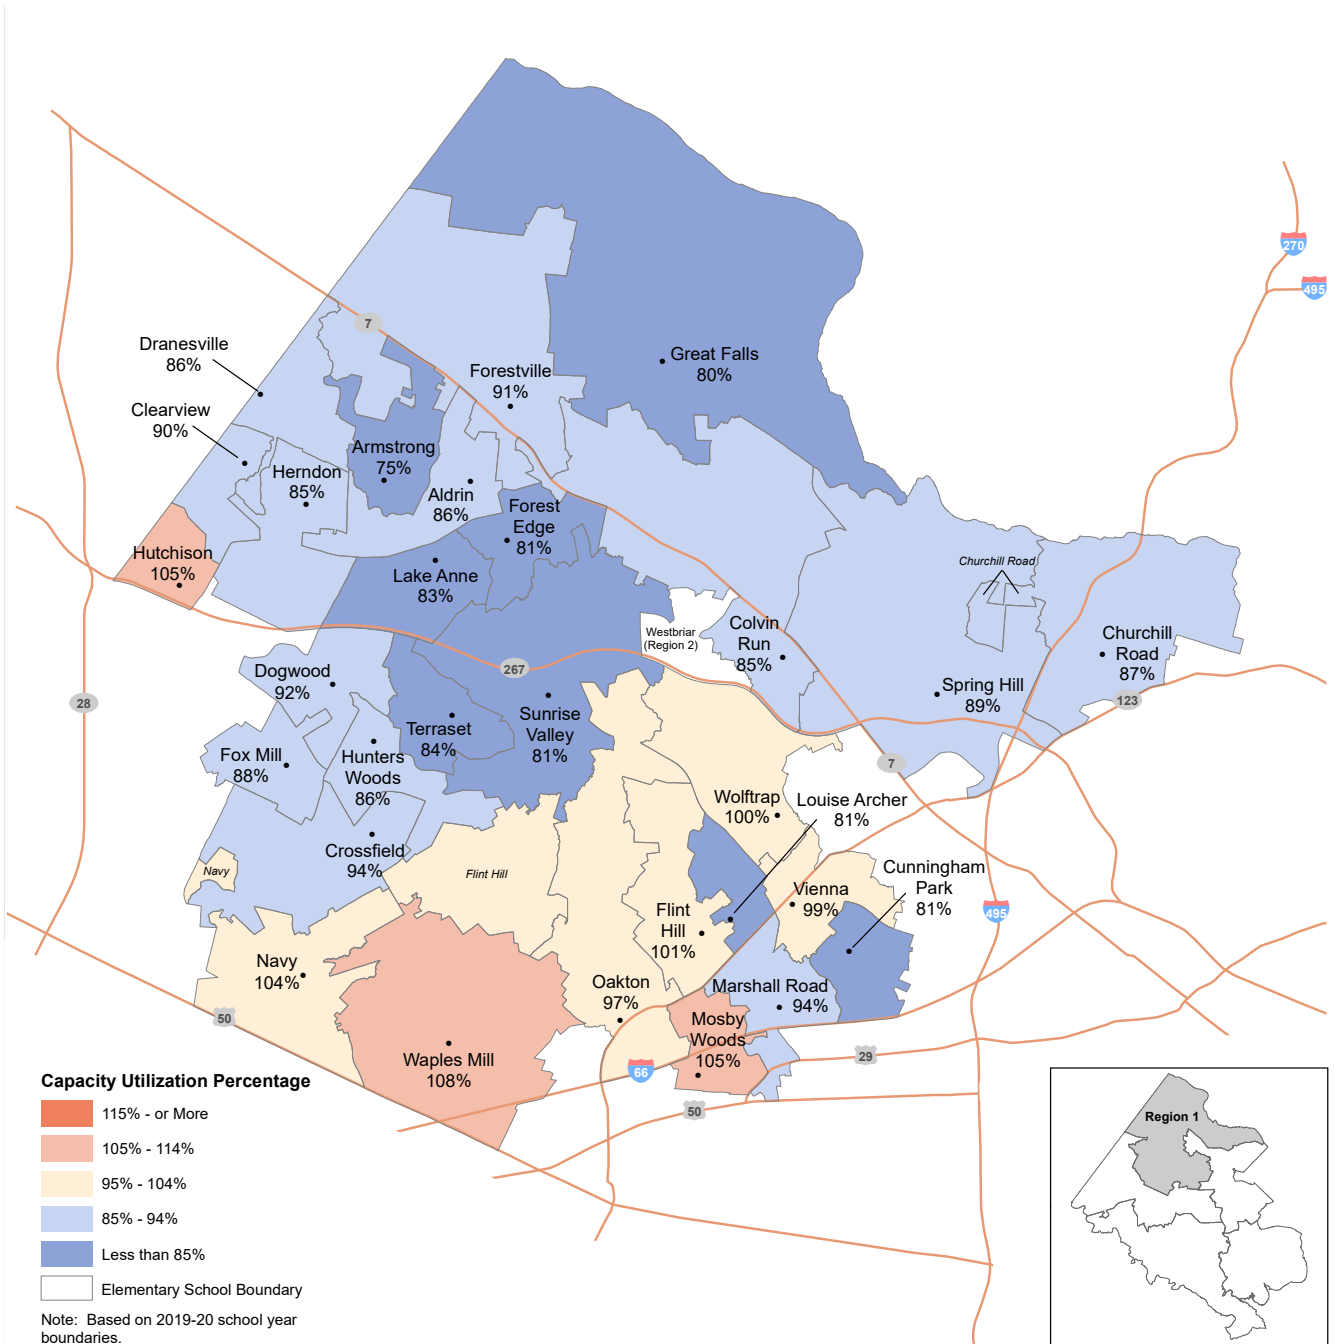 270
495
7
Dranesville
86%
Great Falls
80%
Forestville
91%
Clearview
90%
Armstrong
75%
Herndon
85%
Aldrin
86%
Forest
Edge
81%
Hutchison
105%
Lake Anne
83%
Churchill Road
Westbriar
(Region 2)
Colvin
Run
85%
Churchill
Road
87%
Dogwood
92%
267
Spring Hill
89%
123
28
Terraset
84%
Sunrise
Valley
81%
Fox Mill
88%
Hunters
Woods
86%
7
Wolftrap
100%
Louise Archer
81%
Crossfield
94%
Navy
Flint Hill
Cunningham
Park
81%
Vienna
99%
Flint
Hill
101%
495
Navy
104%
Oakton
97%
Marshall Road
94%
50
Mosby
Woods
105%
Waples Mill
108%
29
66
50
Capacity Utilization Percentage
115% - or More
105% - 114%
95% - 104%
85% - 94%
Less than 85%
Elementary School Boundary
Note:  Based on 2019-20 school year
boundaries.
Region 1